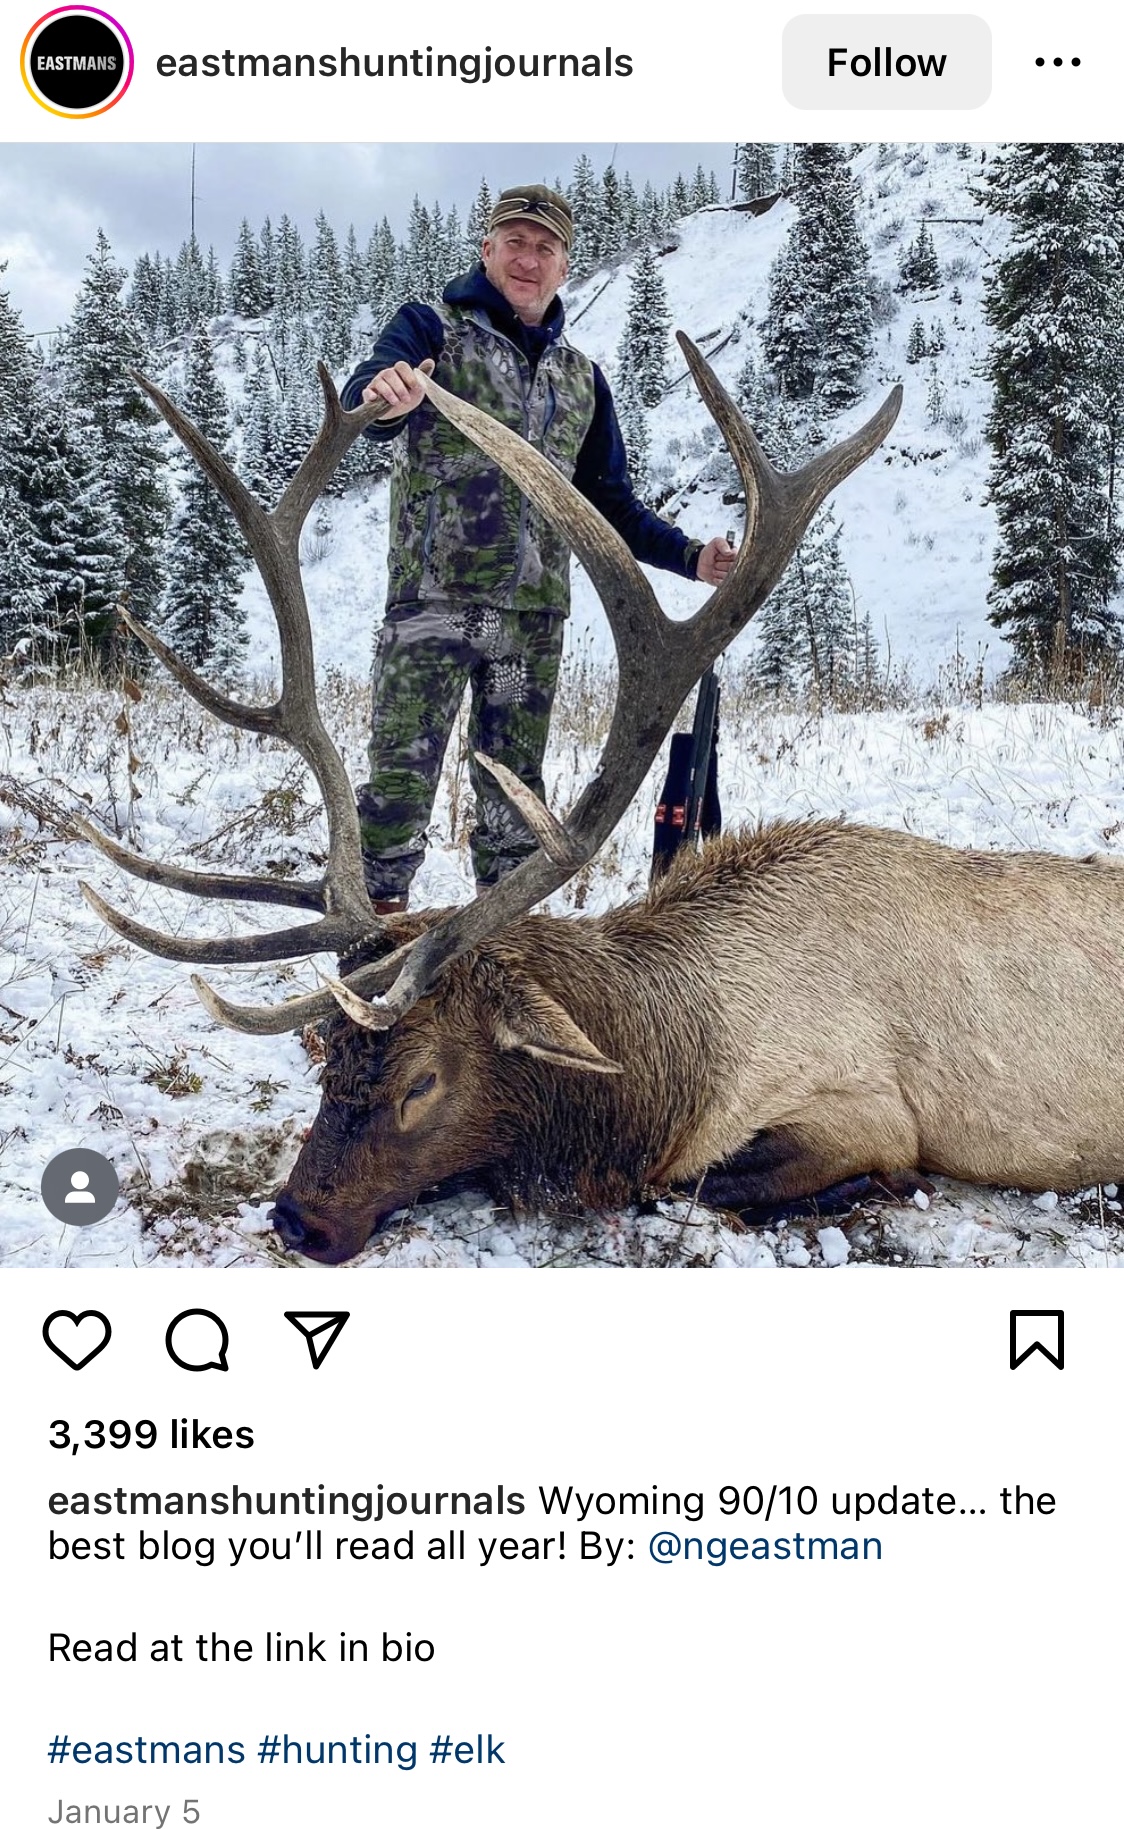 EASTMANS
eastmanshuntingjournals
Follow
3,399 likes
eastmanshuntingjournals Wyoming 90/10 update... the
best blog you’ll read all year! By: @ngeastman
Read at the link in bio
#eastmans #hunting #elk
January 5